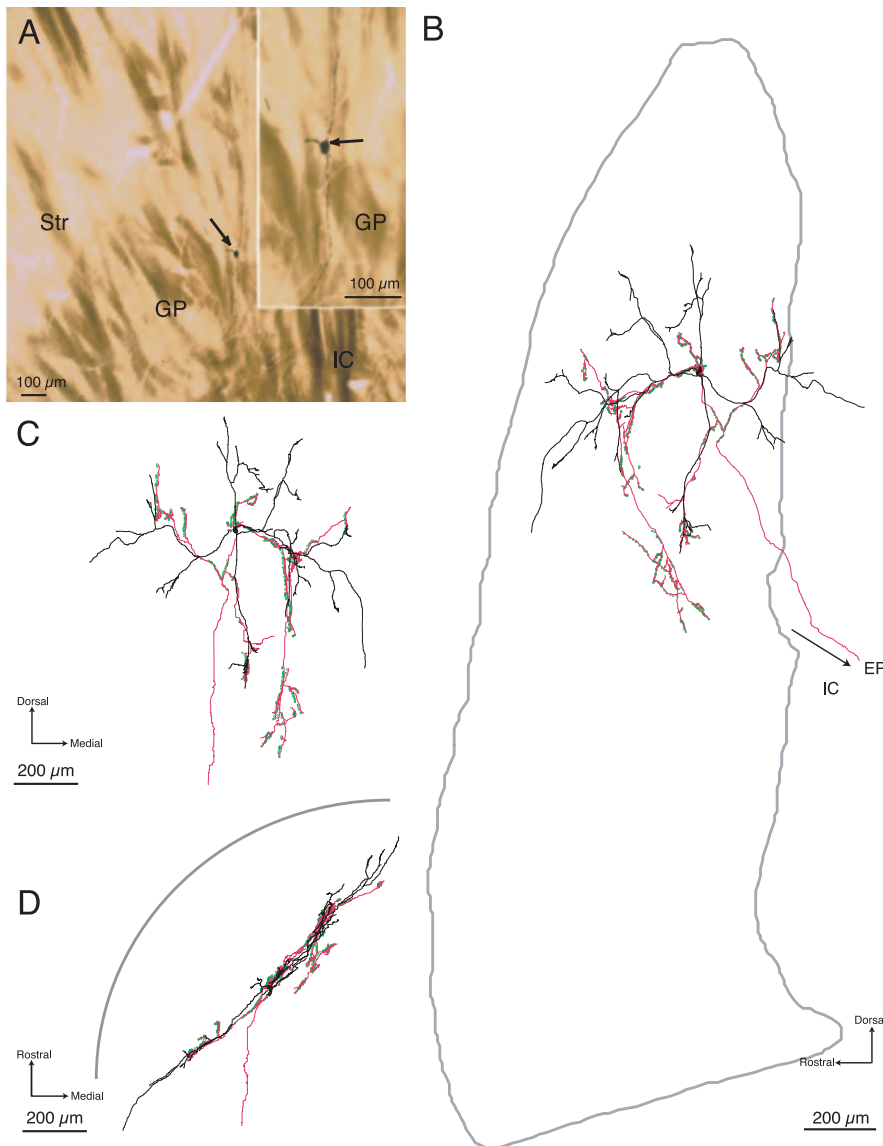 A
Str
GP
IC
100 µm
GP
100 µm
B
EP
IC
Dorsal
Rostral
200 µm
C
Dorsal
Medial
200 µm
D
Rostral
Medial
200 µm